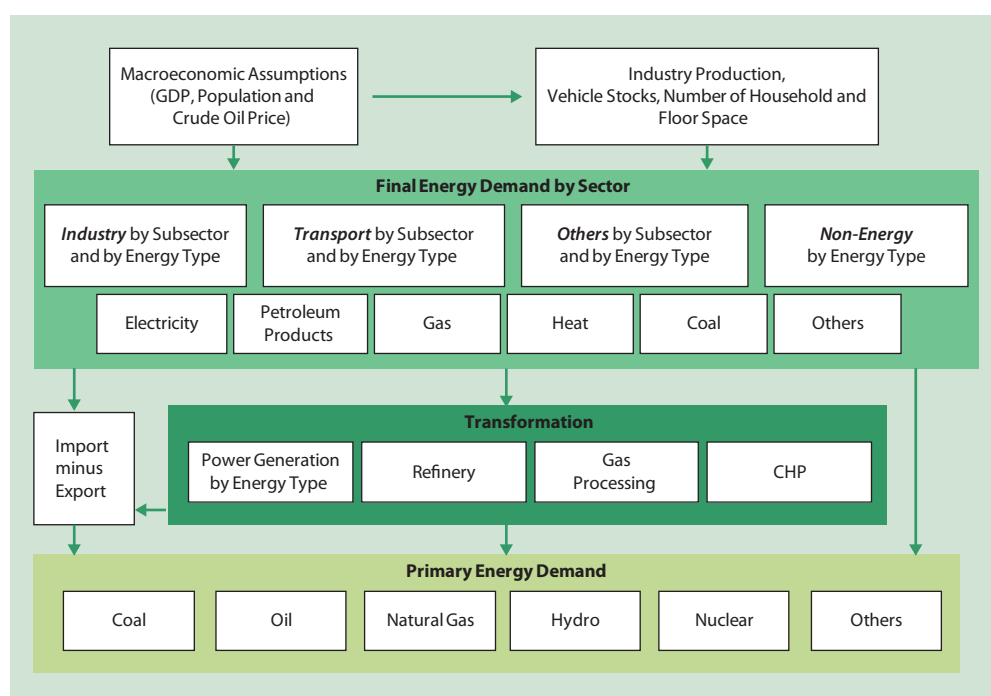 Macroeconomic Assumptions
(GDP, Population and
Crude Oil Price)
Industry Production,
Vehicle Stocks, Number of Household and
Floor Space
Final Energy Demand by Sector
Industry by Subsector
and by Energy Type
Transport by Subsector
and by Energy Type
Others by Subsector
and by Energy Type
Non-Energy
by Energy Type
Electricity
Petroleum
Products
Gas
Heat
Coal
Others
Import
minus
Export
Transformation
Power Generation
by Energy Type
Refinery
Gas
Processing
CHP
Primary Energy Demand
Coal
Oil
Natural Gas
Hydro
Nuclear
Others